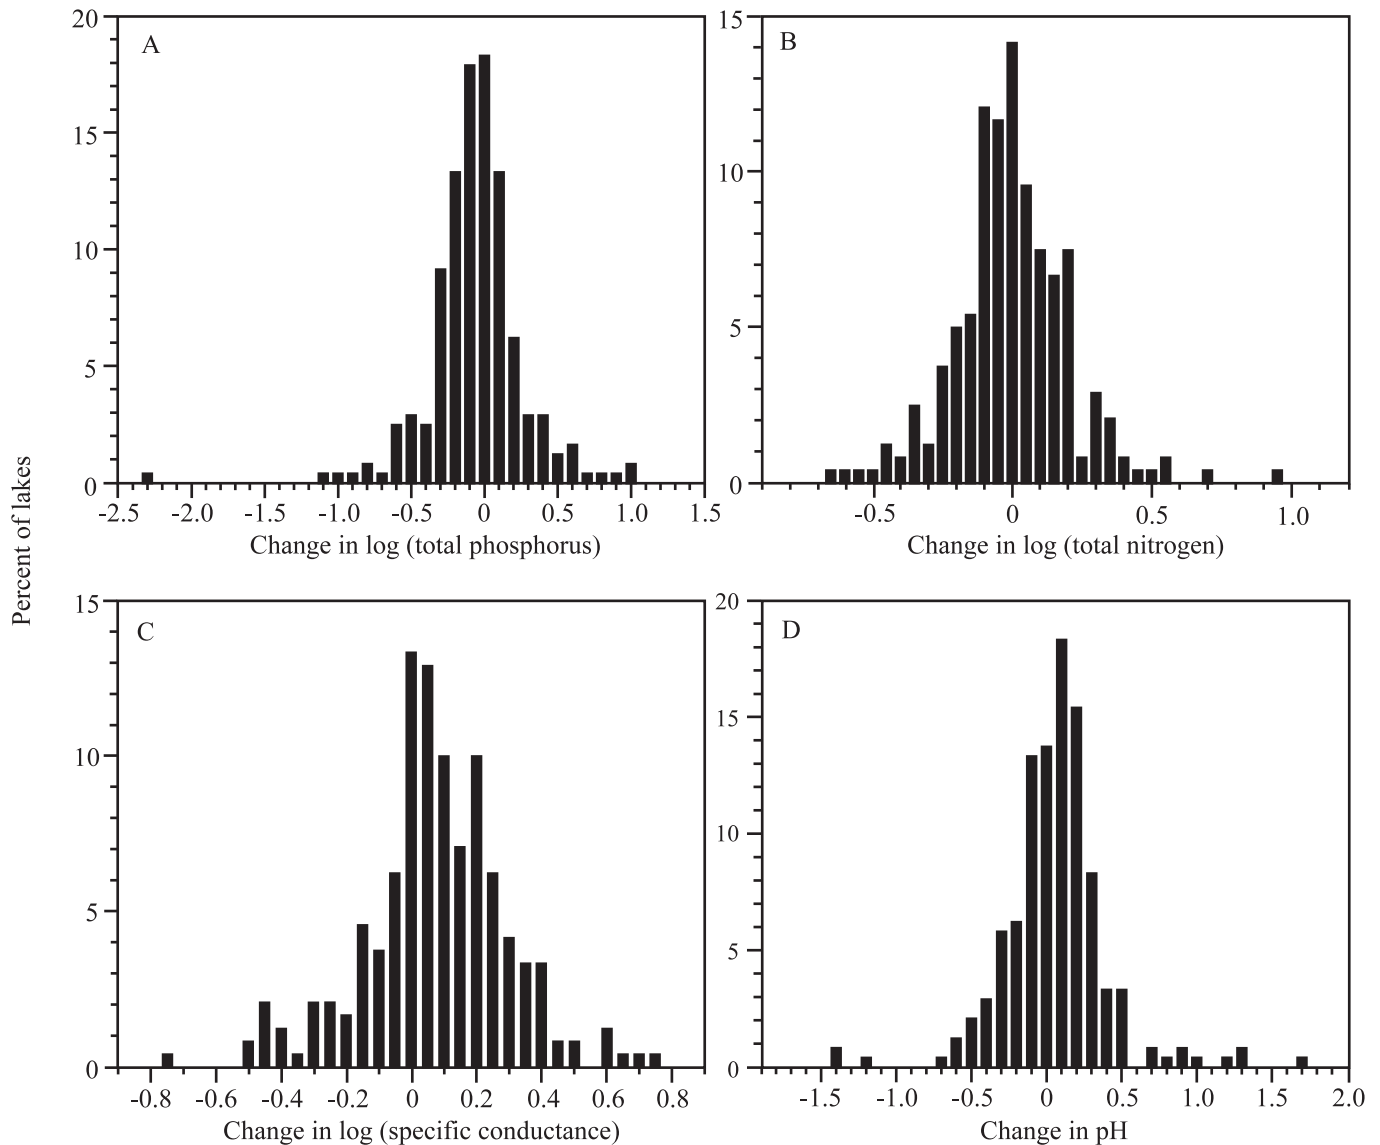 Percent of lakes
A
20
15
10
5
0
-2.5 -2.0 -1.5 -1.0 -0.5 0 0.5 1.0 1.5
Change in log (total phosphorus)
B
15
10
5
0
-0.5 0 0.5 1.0
Change in log (total nitrogen)
C
15
10
5
0
-0.8 -0.6 -0.4 -0.2 0 0.2 0.4 0.6 0.8
Change in log (specific conductance)
D
20
15
10
5
0
-1.5 -1.0 -0.5 0 0.5 1.0 1.5 2.0
Change in pH